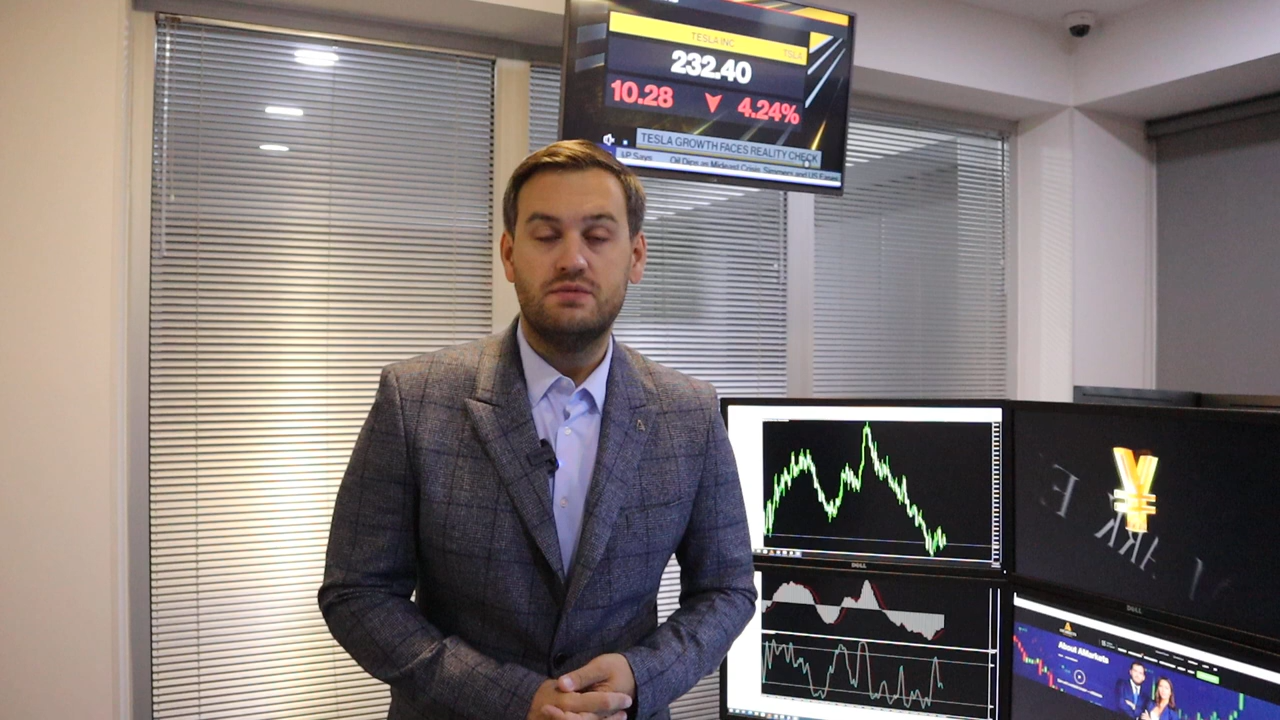 TESLA INC
TSLA
232.40
10.28 4.24%
TESLA GROWTH FACES REALITY CHECK
Says Oil Dips as Mideast Crisis Simmers and US Eases
DELL
¥
DELL
About AMarkets